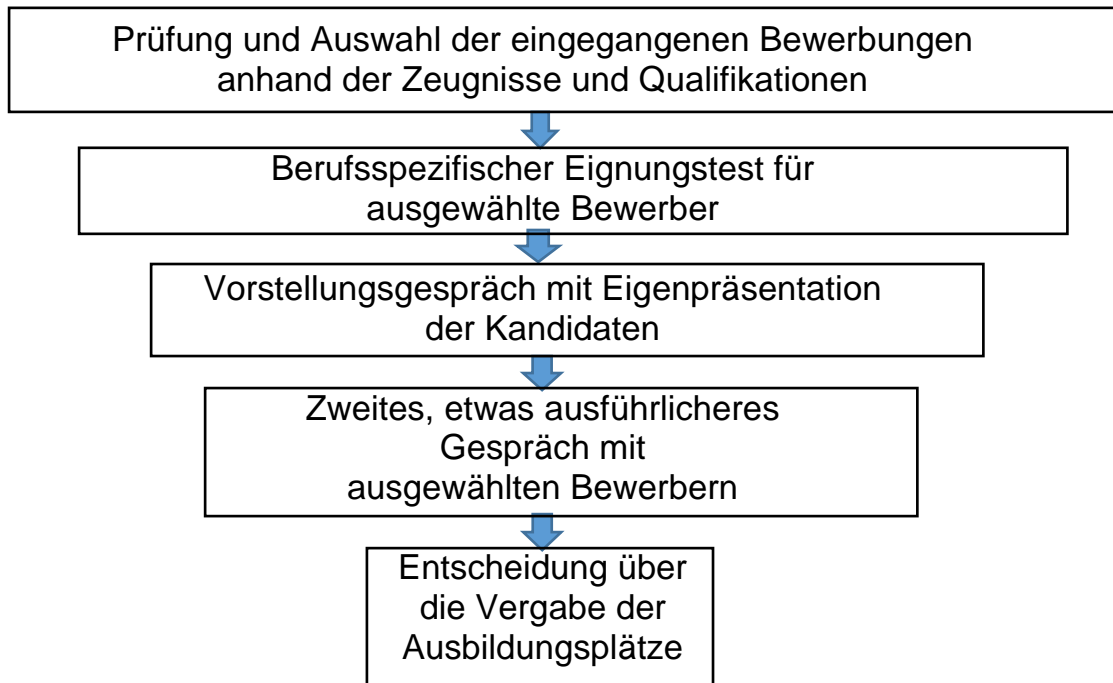 Prüfung und Auswahl der eingegangenen Bewerbungen
anhand der Zeugnisse und Qualifikationen
Berufsspezifischer Eignungstest für
ausgewählte Bewerber
Vorstellungsgespräch mit Eigenpräsentation
der Kandidaten
Zweites, etwas ausführlicheres
Gespräch mit
ausgewählten Bewerbern
Entscheidung über
die Vergabe der
Ausbildungsplätze